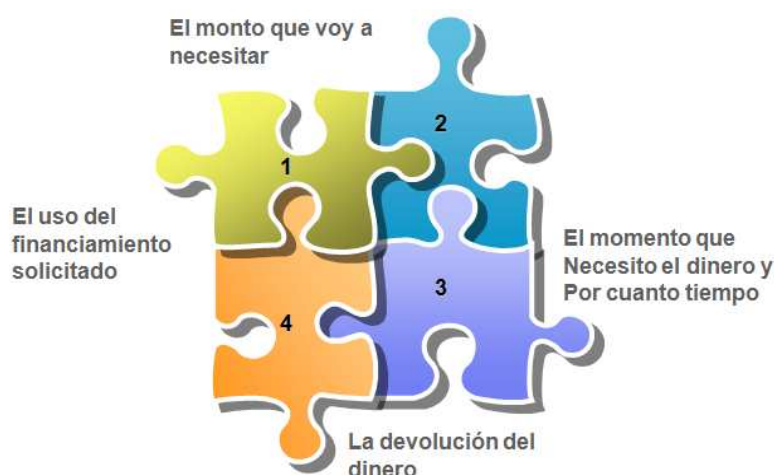 El monto que voy a
necesitar
2
1
El uso del
financiamiento
solicitado
El momento que
Necesito el dinero y
Por cuanto tiempo
3
4
La devolución del
dinero